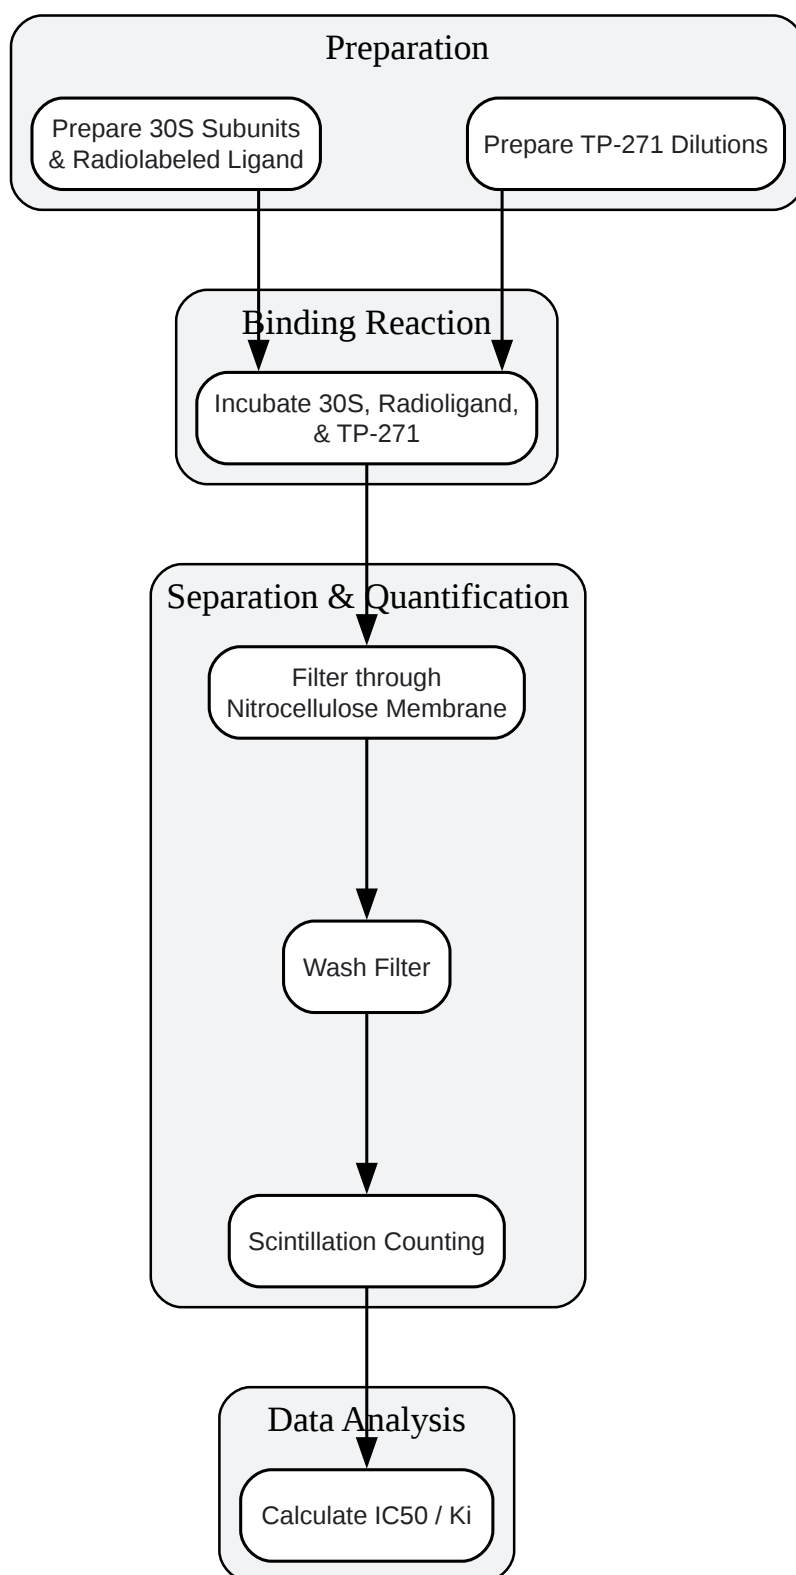 Preparation
Prepare 30S Subunits
& Radiolabeled Ligand
Prepare TP-271 Dilutions
Binding Reaction
Incubate 30S, Radioligand,
& TP-271
Separation & Quantification
Filter through
Nitrocellulose Membrane
Wash Filter
Scintillation Counting
Data Analysis
Calculate IC50 / Ki